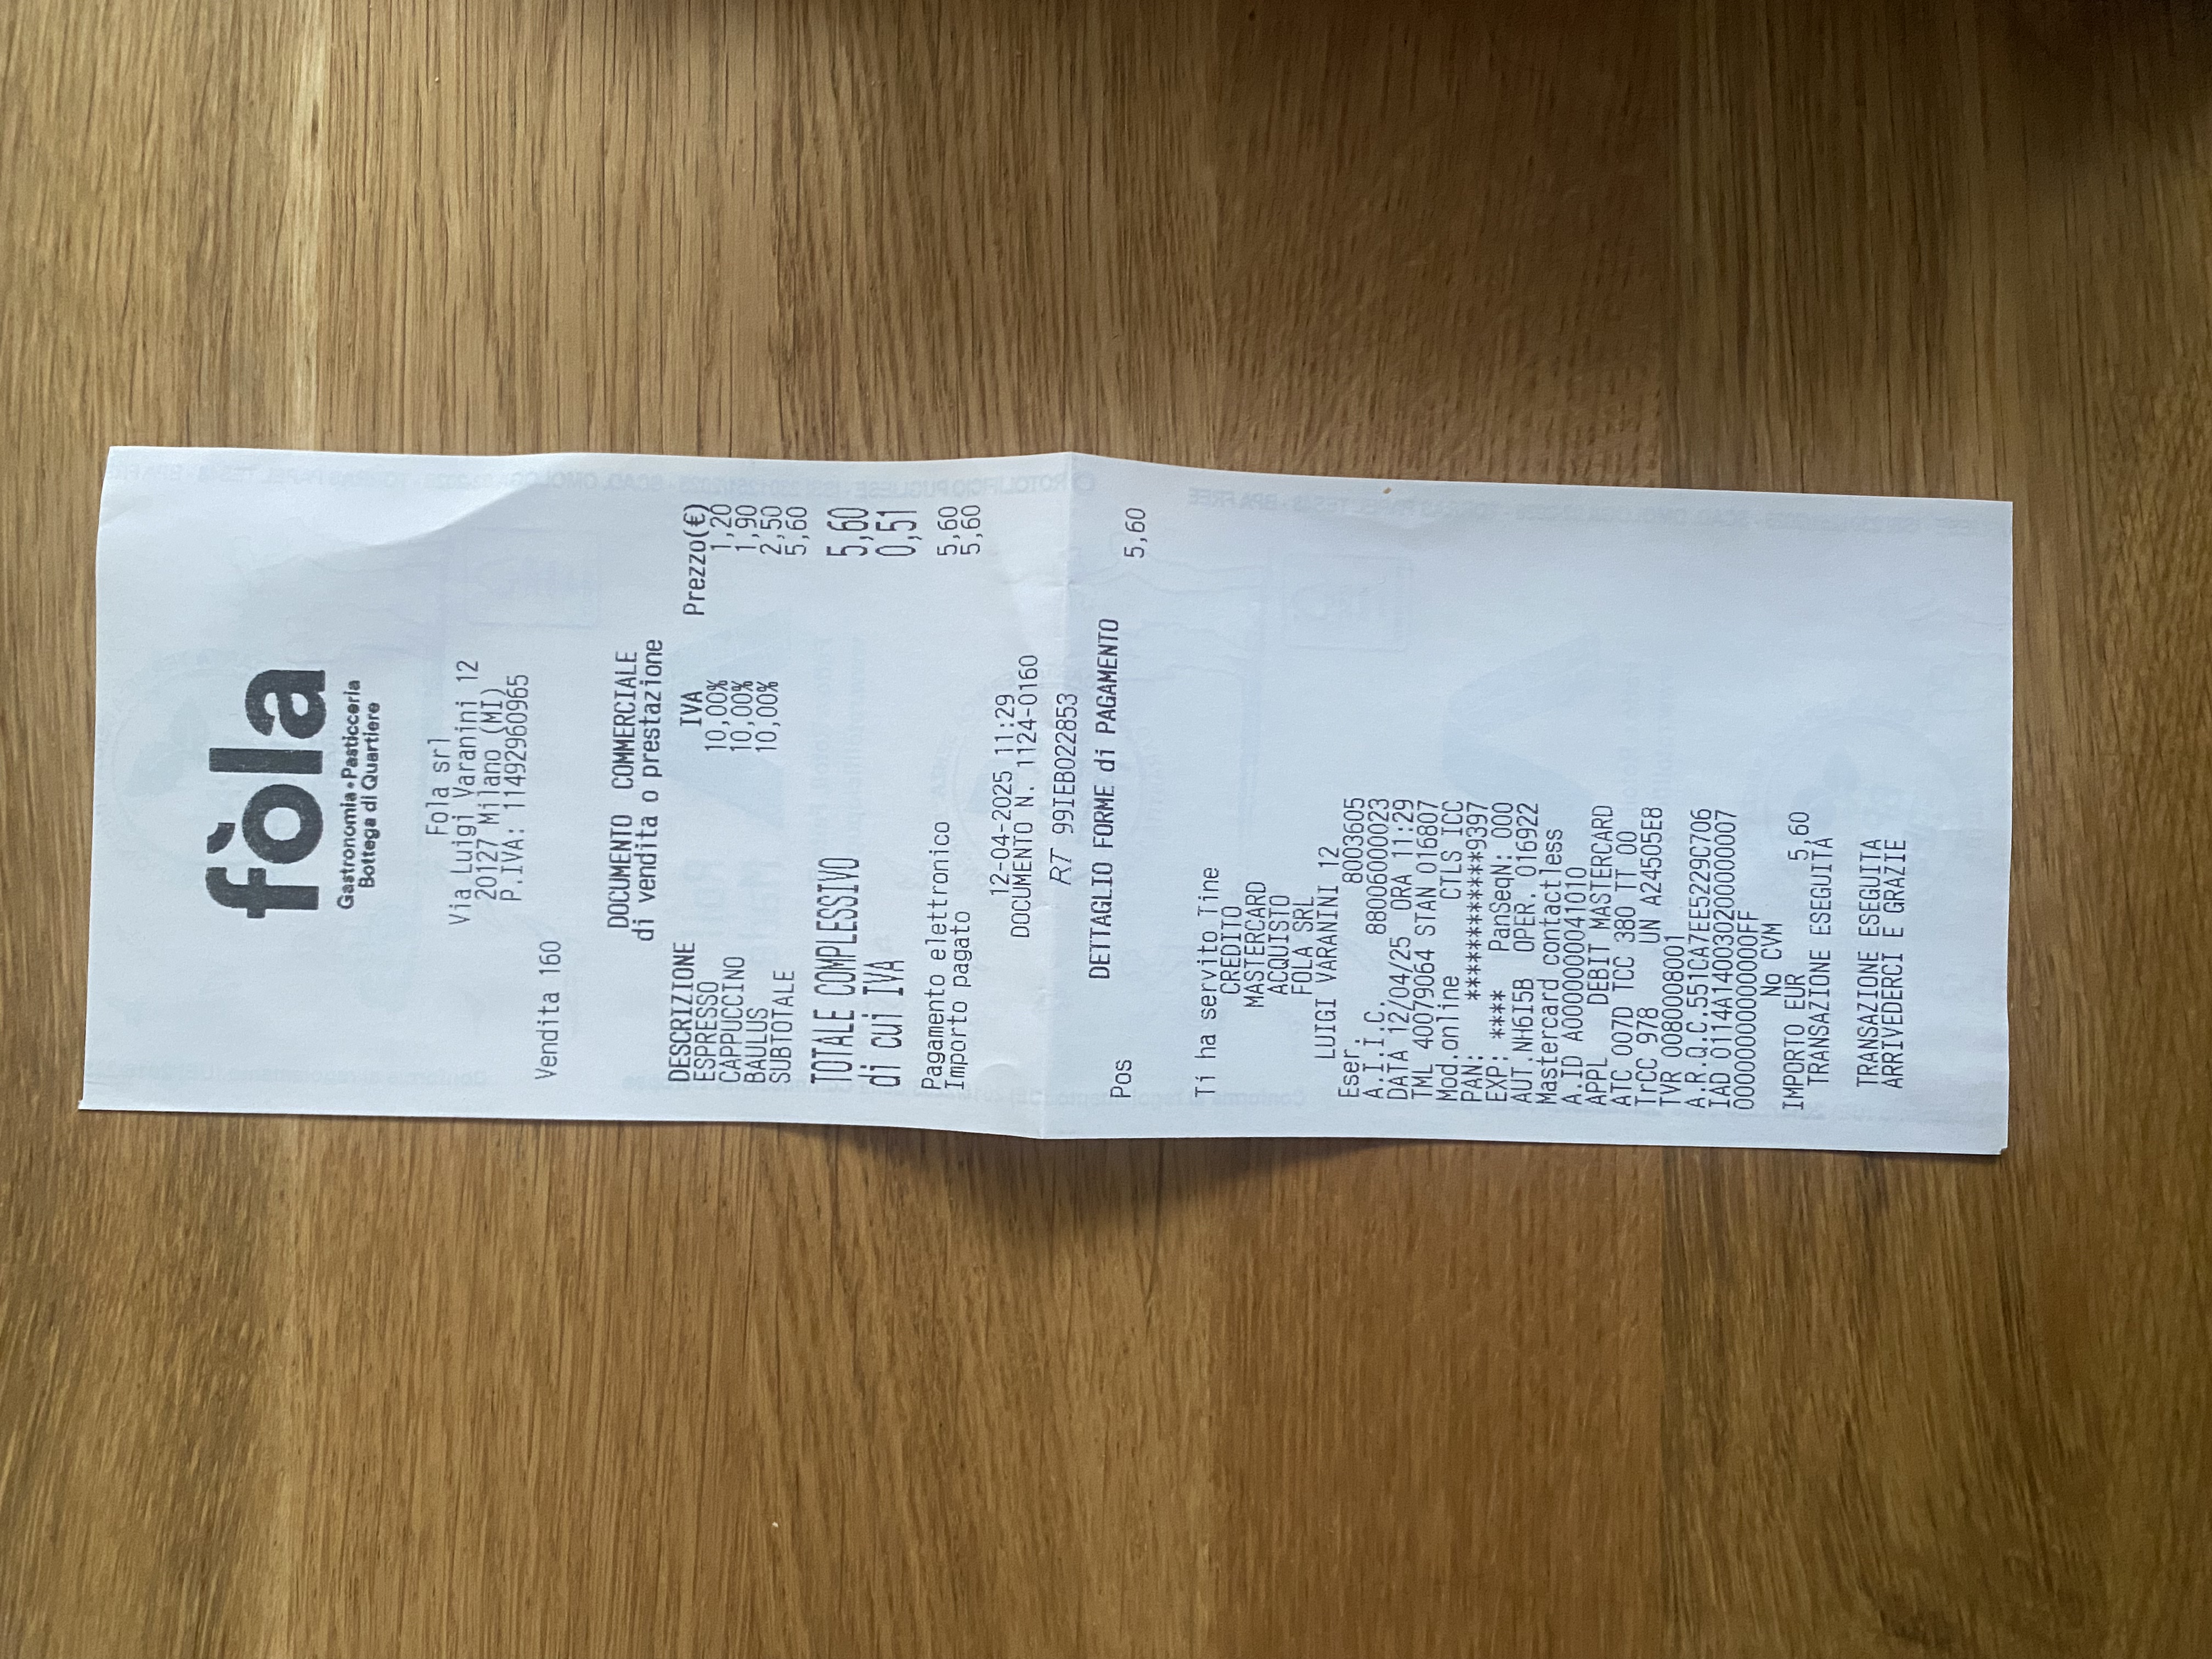 fòla
Gastronomia • Pasticceria
Bottega di Quartiere
Fola srl
Via Luigi Varanini 12
20127 Milano (MI)
P.IVA: 11492960965
Vendita 160
DOCUMENTO COMMERCIALE
di vendita o prestazione
DESCRIZIONE IVA Prezzo(€)
ESPRESSO 10,00% 1,20
CAPPUCCINO 10,00% 1,90
BAULUS 10,00% 2,50
SUBTOTALE 5,60
TOTALE COMPLESSIVO 5,60
di cui IVA 0,51
Pagamento elettronico 5,60
Importo pagato 5,60
12-04-2025 11:29
DOCUMENTO N. 1124-0160
RT 99IEB022853
DETTAGLIO FORME di PAGAMENTO
Pos 5,60
Ti ha servito Tine
CREDITO
MASTERCARD
ACQUISTO
FOLA SRL
LUIGI VARANINI 12
Eser. 8003605
A.I.I.C. 88006000023
DATA 12/04/25 ORA 11:29
TML 40079064 STAN 016807
Mod.online CTLS ICC
PAN: ************9397
EXP: **** PanSeqN: 000
AUT.NH6I5B OPER. 016922
Mastercard contactless
A.ID A0000000041010
APPL DEBIT MASTERCARD
ATC 007D TCC 380 TT 00
TrCC 978 UN A24505E8
TVR 0080008001
A.R.Q.C.551CA7EE5229C706
IAD 0114A1400302000000007
00000000000000FF
No CVM
IMPORTO EUR 5,60
TRANSAZIONE ESEGUITA
TRANSAZIONE ESEGUITA
ARRIVEDERCI E GRAZIE